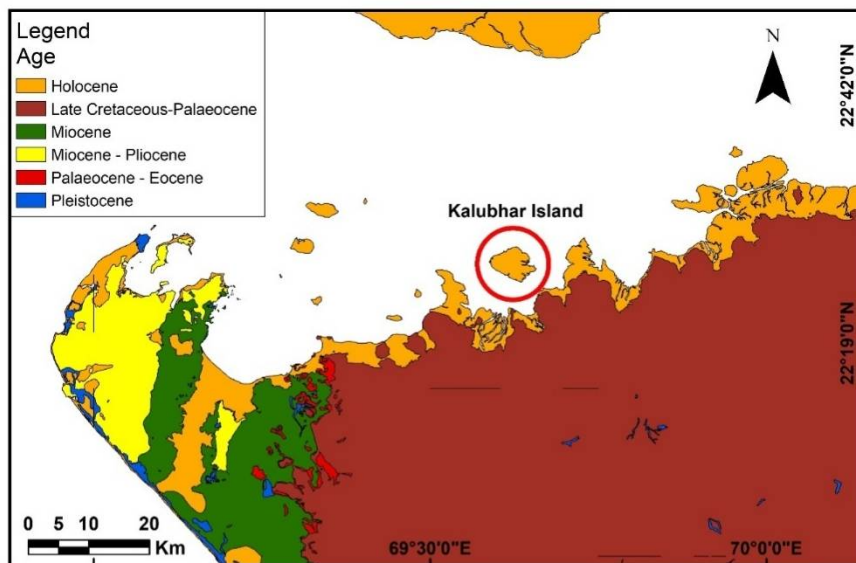 Legend
Age
Holocene
Late Cretaceous-Palaeocene
Miocene
Miocene - Pliocene
Palaeocene - Eocene
Pleistocene
N
22°42'0"N
Kalubhar Island
22°19'0"N
0 5 10 20
Km
69°30'0"E
70°0'0"E